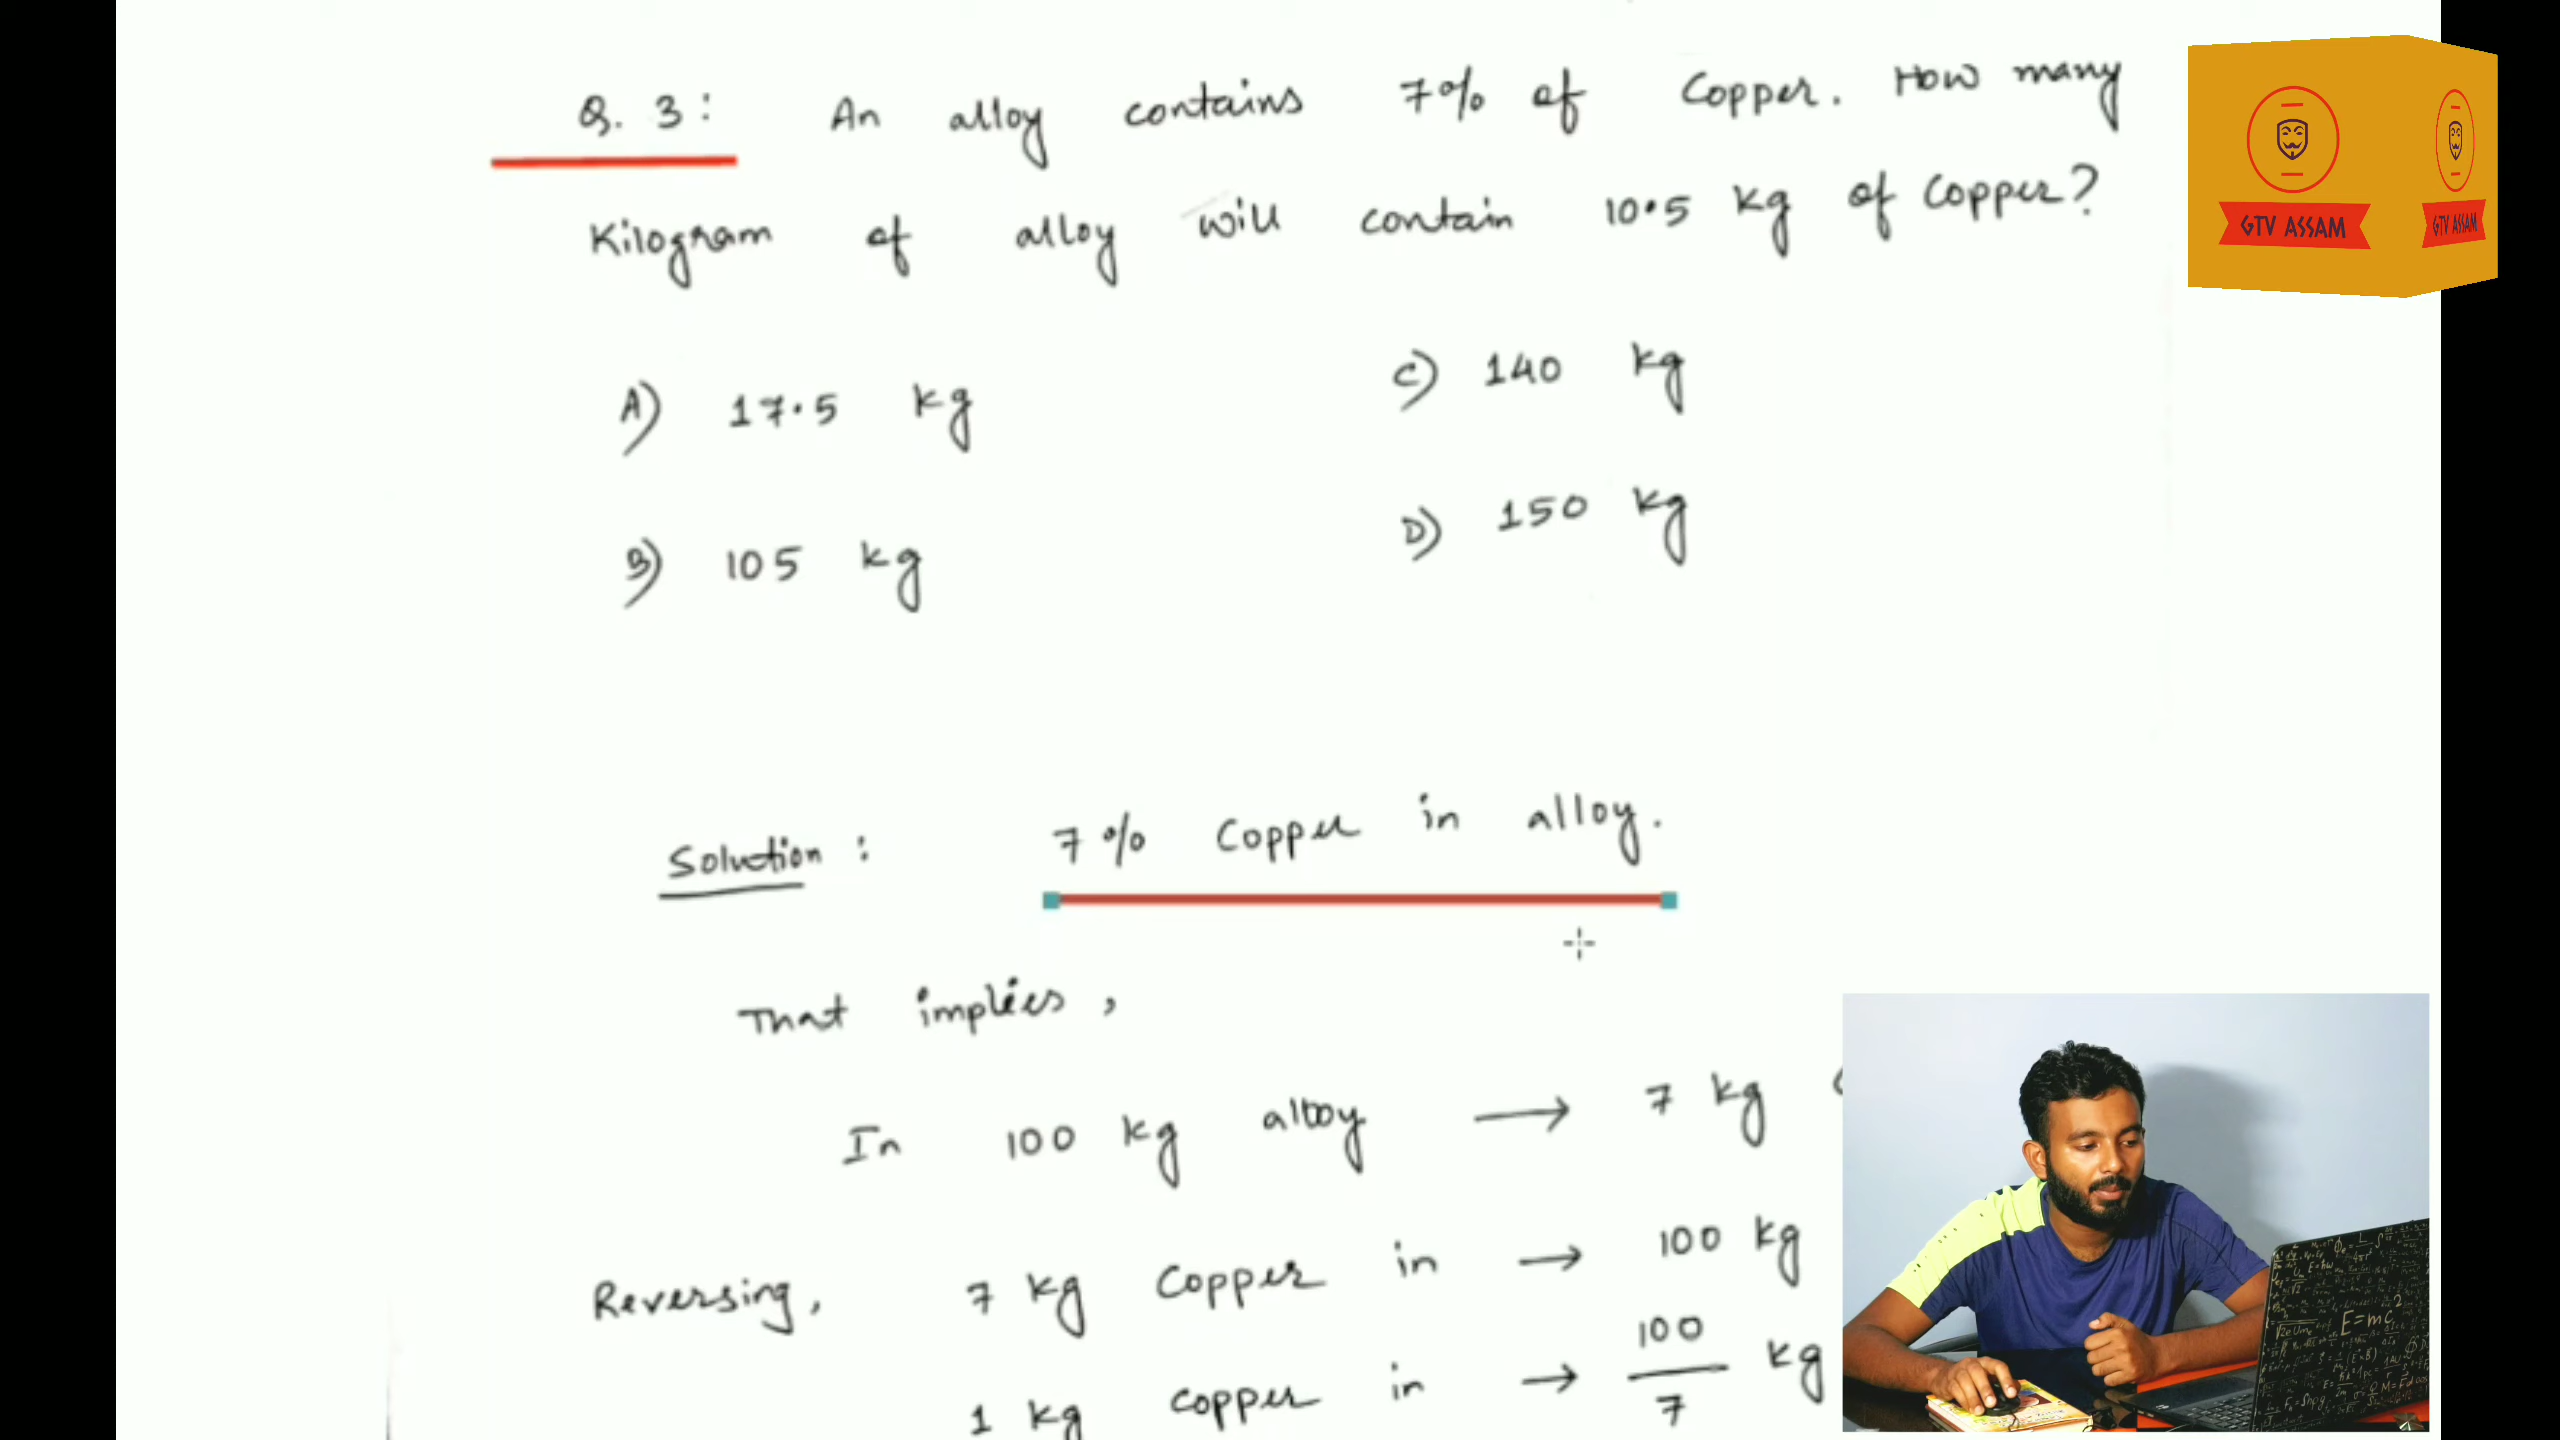 Q. 3: An alloy contains 7% of Copper. How many
Kilogram of alloy will contain 10.5 kg of Copper?
A) 17.5 kg
B) 105 kg
C) 140 kg
D) 150 kg
Solution : 7% Copper in alloy.
That implies,
In 100 kg alloy → 7 kg
Reversing, 7 kg Copper in → 100 kg
1 kg copper in → 100/7 kg
GTV ASSAM
GTV ASSAM
E=mc²